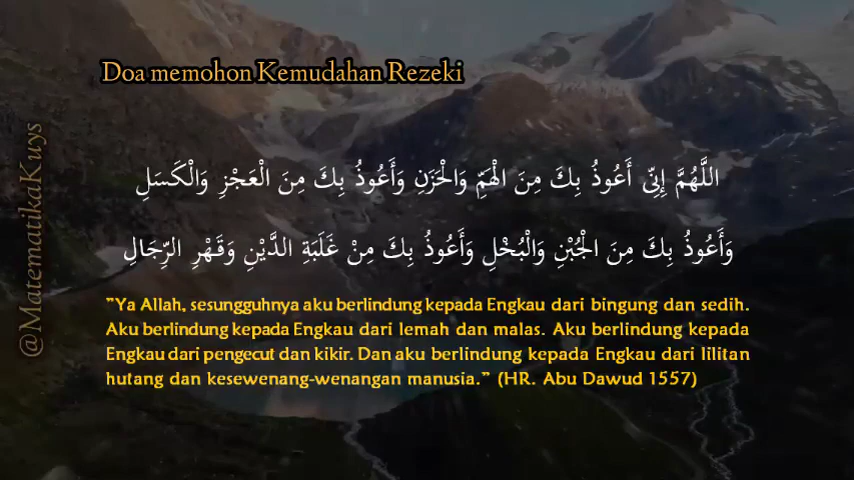 Doa memohon Kemudahan Rezeki
اللَّهُمَّ إِنِّى أَعُوذُ بِكَ مِنَ الْهَمِّ وَالْحَزَنِ وَأَعُوذُ بِكَ مِنَ الْعَجْزِ وَالْكَسَلِ
وَأَعُوذُ بِكَ مِنَ الْجُبْنِ وَالْبُخْلِ وَأَعُوذُ بِكَ مِنْ غَلَبَةِ الدَّيْنِ وَقَهْرِ الرِّجَالِ
"Ya Allah, sesungguhnya aku berlindung kepada Engkau dari bingung dan sedih.
Aku berlindung kepada Engkau dari lemah dan malas. Aku berlindung kepada
Engkau dari pengecut dan kikir. Dan aku berlindung kepada Engkau dari lilitan
hutang dan kesewenang-wenangan manusia." (HR. Abu Dawud 1557)
@MatematikaKuys